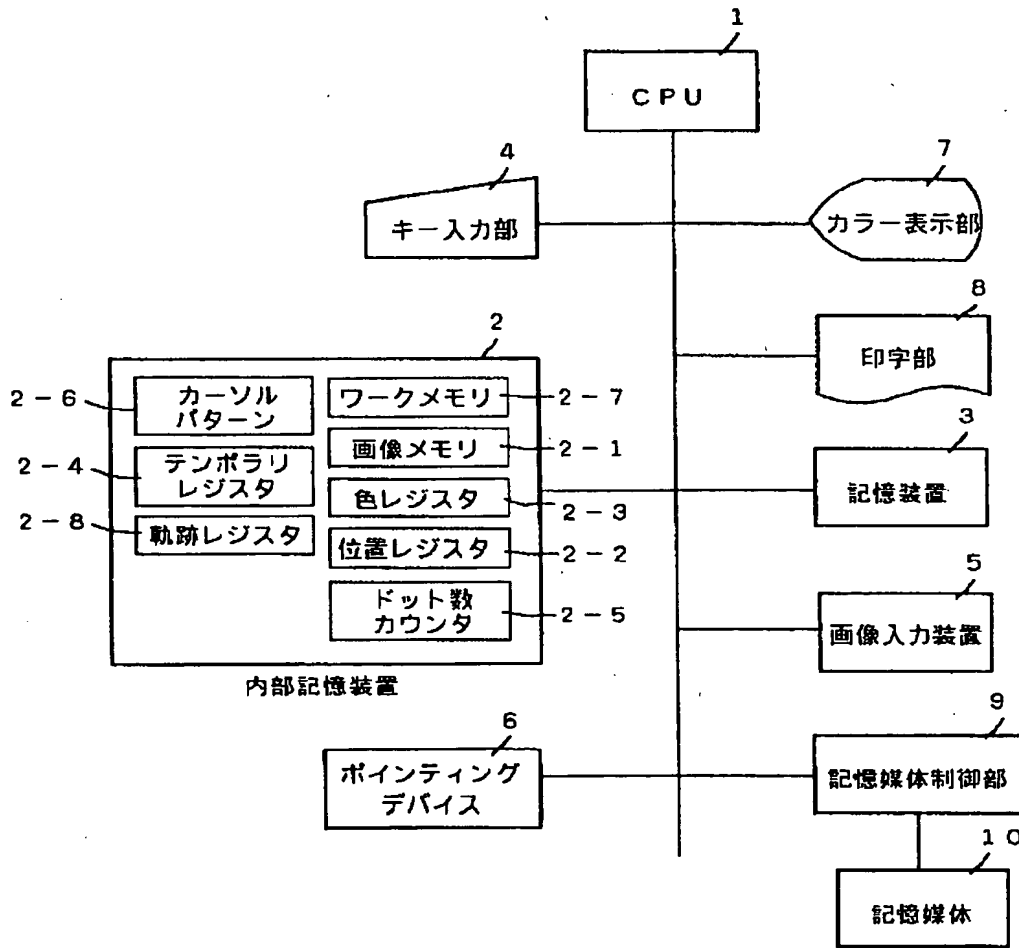 1
CPU
4
キー入力部
7
カラー表示部
8
印字部
2
2-6
カーソル
パターン
ワークメモリ
2-7
画像メモリ
2-1
2-4
テンポラリ
レジスタ
色レジスタ
2-3
2-8
軌跡レジスタ
位置レジスタ
2-2
ドット数
カウンタ
2-5
内部記憶装置
3
記憶装置
5
画像入力装置
6
ポインティング
デバイス
9
記憶媒体制御部
10
記憶媒体